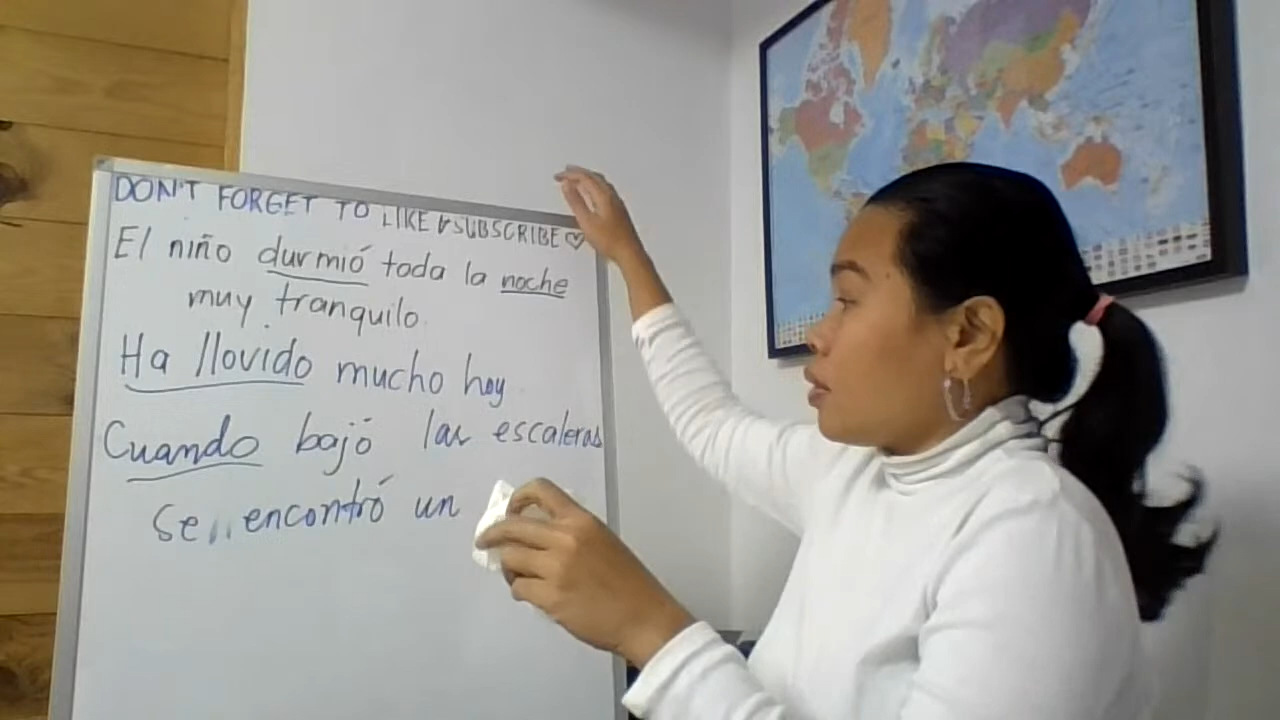 DON'T FORGET TO LIKE & SUBSCRIBE ♡
El niño durmió toda la noche
muy tranquilo.
Ha llovido mucho hoy.
Cuando bajó las escaleras
se encontró un